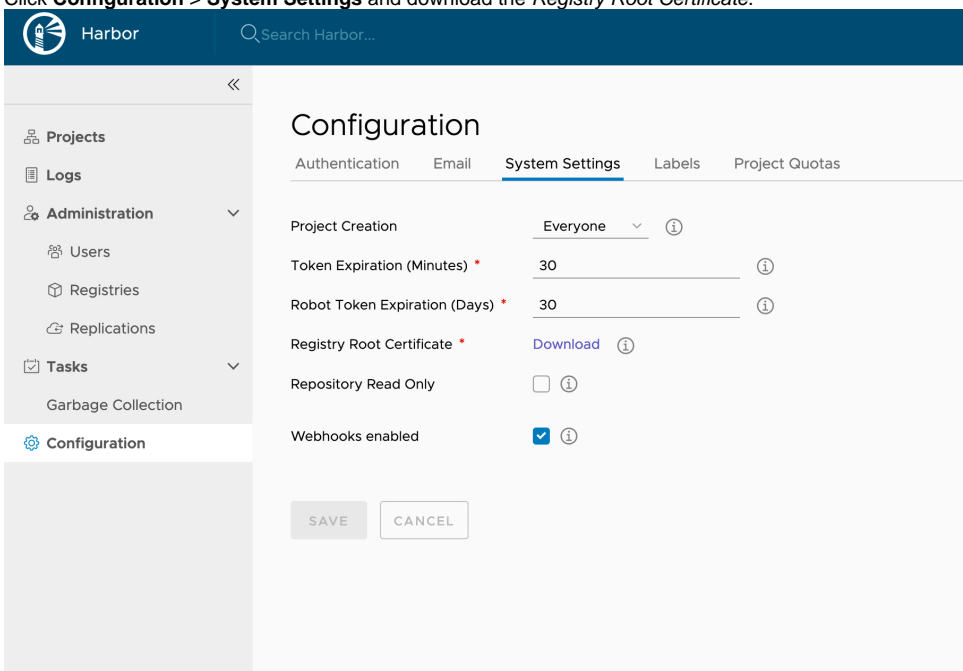 Click Configuration > System Settings and download the Registry Root Certificate.
Harbor
Search Harbor...
Projects
Logs
Administration
Users
Registries
Replications
Tasks
Garbage Collection
Configuration
Configuration
Authentication Email System Settings Labels Project Quotas
Project Creation Everyone
Token Expiration (Minutes) * 30
Robot Token Expiration (Days) * 30
Registry Root Certificate * Download
Repository Read Only
Webhooks enabled
SAVE CANCEL